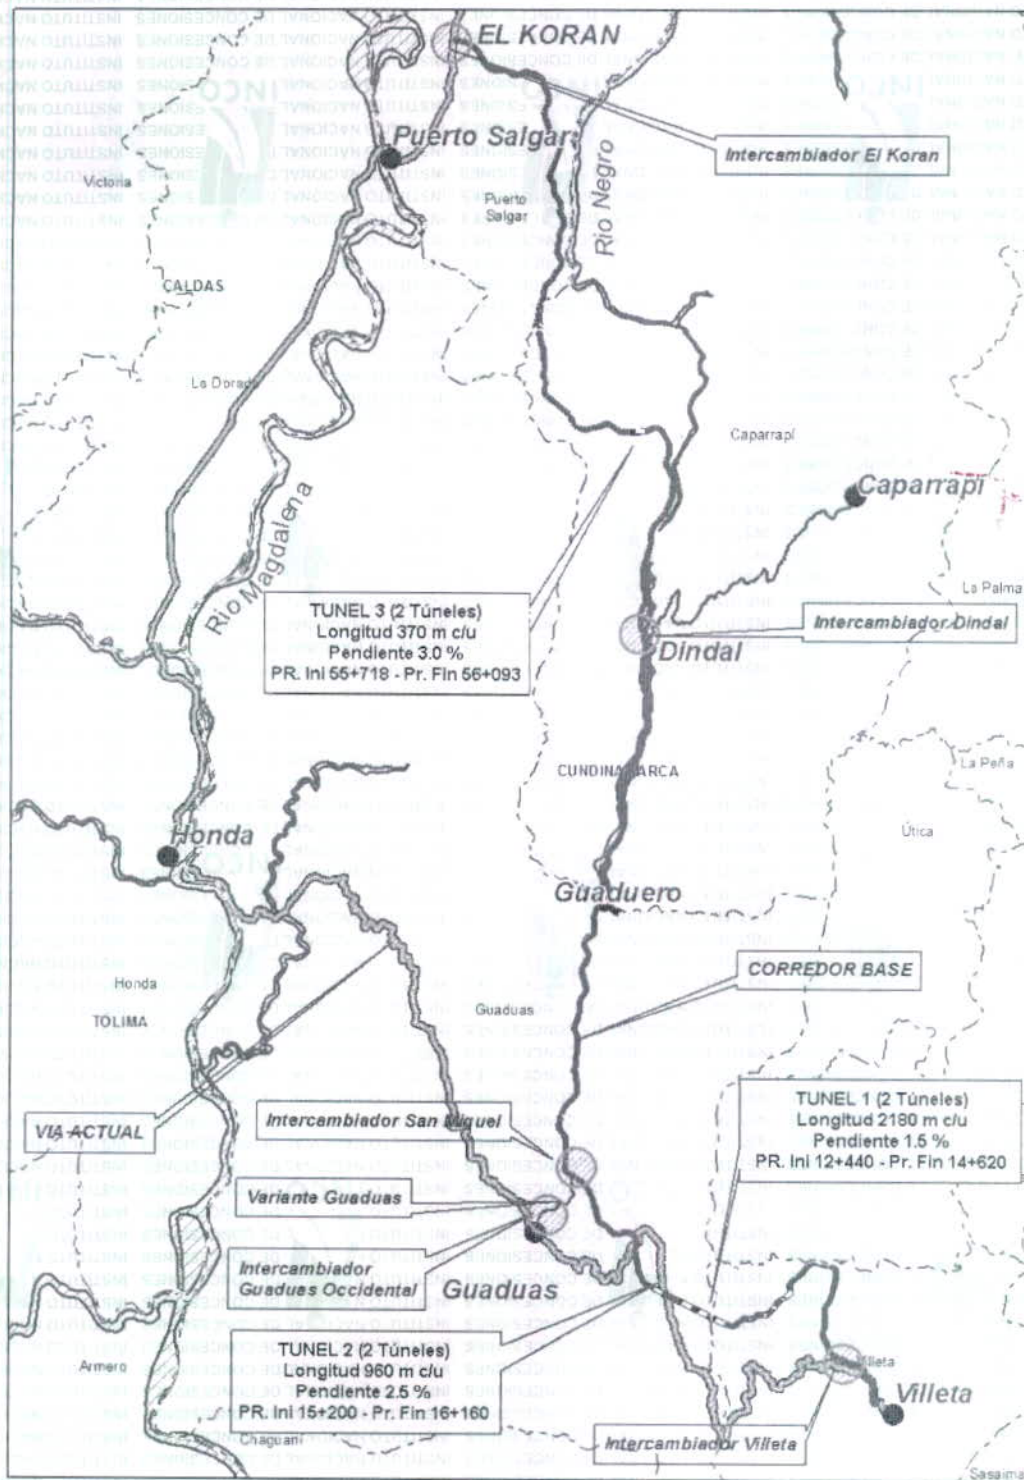 EL KORAN
Puerto Salgar
Intercambiador El Koran
Victoria
Puerto
Salgar
Rio Negro
CALDAS
La Dorada
Caparrapí
Caparrapi
Rio Magdalena
La Palma
TUNEL 3 (2 Túneles)
Longitud 370 m c/u
Pendiente 3.0 %
PR. Ini 55+718 - Pr. Fin 56+093
Intercambiador Dindal
Dindal
La Peña
CUNDINAMARCA
Útica
Honda
Guaduero
CORREDOR BASE
Honda
Guaduas
TOLIMA
TUNEL 1 (2 Túneles)
Longitud 2180 m c/u
Pendiente 1.5 %
PR. Ini 12+440 - Pr. Fin 14+620
VIA ACTUAL
Intercambiador San Miguel
Variante Guaduas
Intercambiador
Guaduas Occidental
Guaduas
TUNEL 2 (2 Túneles)
Longitud 960 m c/u
Pendiente 2.5 %
PR. Ini 15+200 - Pr. Fin 16+160
Armero
Villeta
Villeta
Chaguaní
Intercambiador Villeta
Sasaima